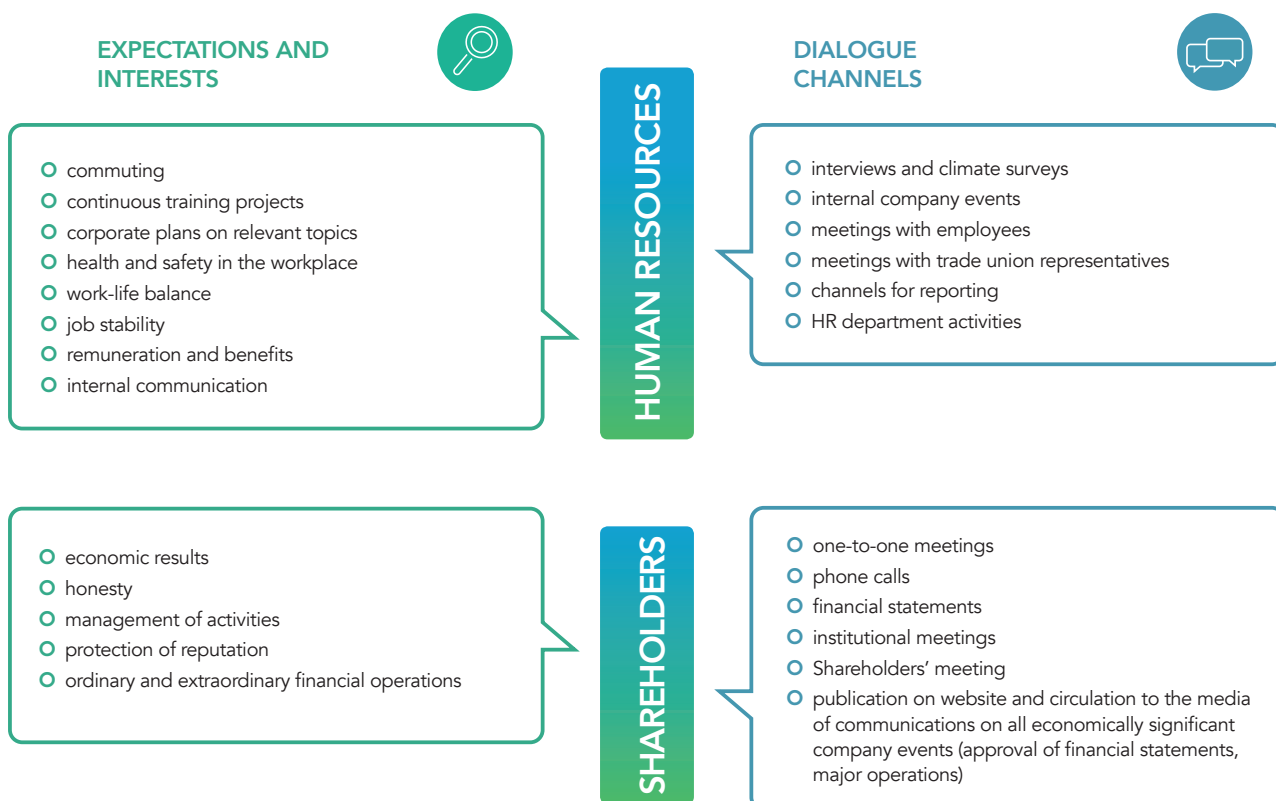 EXPECTATIONS AND
INTERESTS
DIALOGUE
CHANNELS
commuting
continuous training projects
corporate plans on relevant topics
health and safety in the workplace
work-life balance
job stability
remuneration and benefits
internal communication
HUMAN RESOURCES
interviews and climate surveys
internal company events
meetings with employees
meetings with trade union representatives
channels for reporting
HR department activities
economic results
honesty
management of activities
protection of reputation
ordinary and extraordinary financial operations
SHAREHOLDERS
one-to-one meetings
phone calls
financial statements
institutional meetings
Shareholders’ meeting
publication on website and circulation to the media
of communications on all economically significant
company events (approval of financial statements,
major operations)